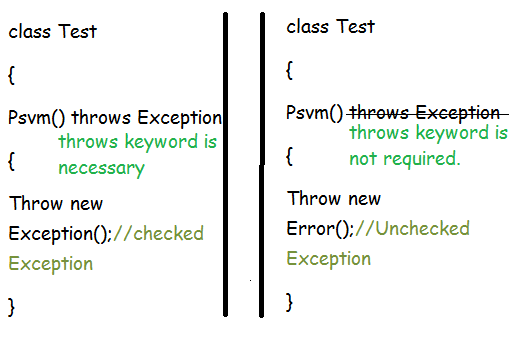 class Test
{
Psvm() throws Exception
throws keyword is
necessary
{
Throw new
Exception();//checked
Exception
}
class Test
{
Psvm() throws Exception
throws keyword is
not required.
{
Throw new
Error();//Unchecked
Exception
}